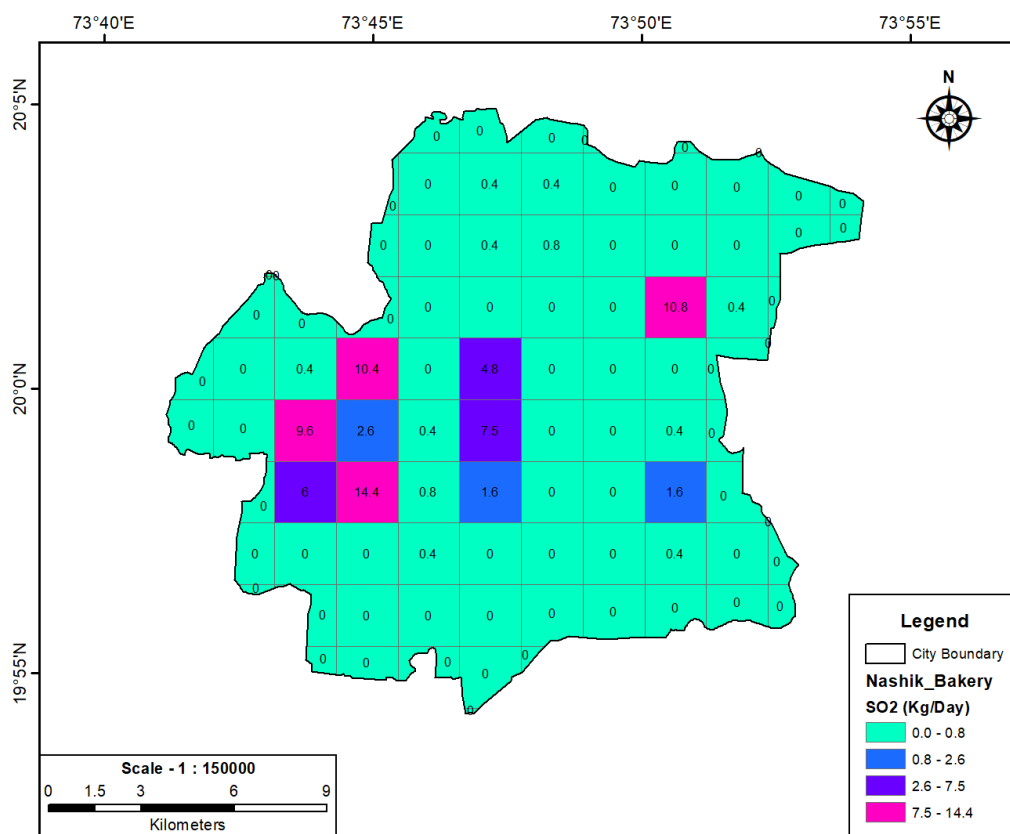 73°40'E 73°45'E 73°50'E 73°55'E
N
20°5'N
20°0'N
19°55'N
0 0 0 0 0 0
0 0.4 0.4 0 0 0 0 0
0
0 0 0.4 0.8 0 0 0 0 0
0 0
0 0 0 0 0 0 0 10.8 0.4 0
0
0 0 0.4 10.4 0 4.8 0 0 0 0
0 0 9.6 2.6 0.4 7.5 0 0 0.4 0
0 6 14.4 0.8 1.6 0 0 1.6 0
0
0 0 0 0.4 0 0 0 0.4 0 0
0
0 0 0 0 0 0 0 0 0
0 0 0 0 0
0
Legend
City Boundary
Nashik_Bakery
SO2 (Kg/Day)
0.0 - 0.8
0.8 - 2.6
2.6 - 7.5
7.5 - 14.4
Scale - 1 : 150000
0 1.5 3 6 9
Kilometers